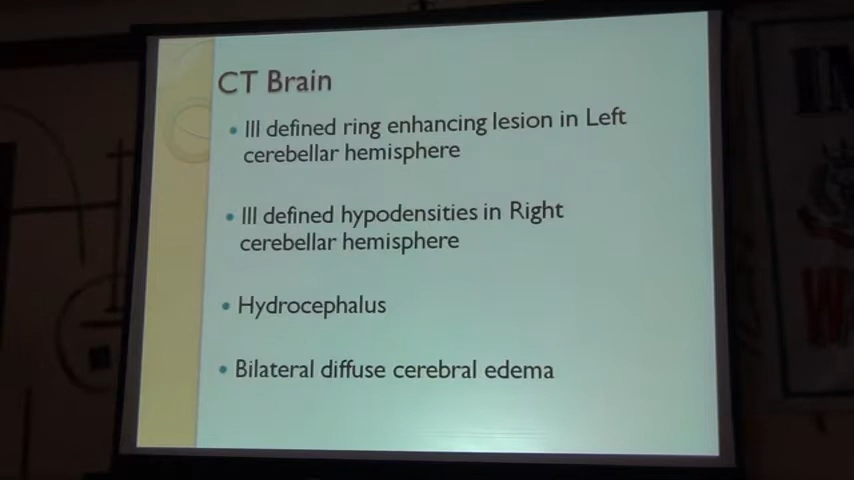 CT Brain
• Ill defined ring enhancing lesion in Left
cerebellar hemisphere
• Ill defined hypodensities in Right
cerebellar hemisphere
• Hydrocephalus
• Bilateral diffuse cerebral edema